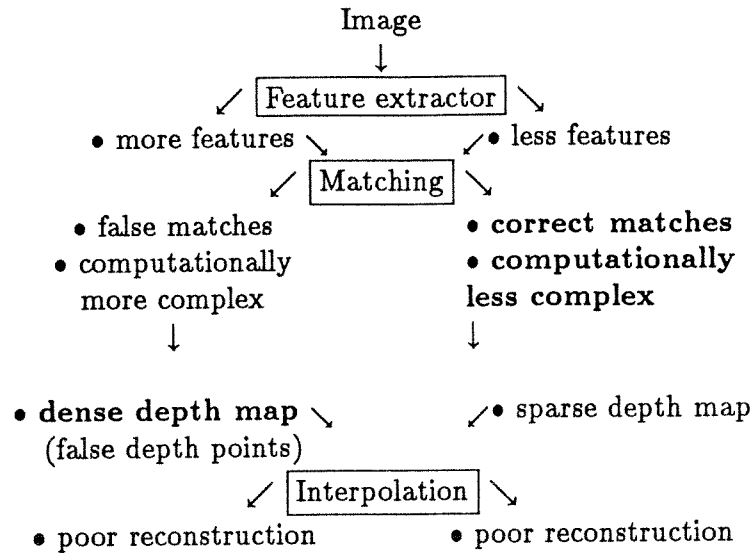 Image
↓
↙ Feature extractor ↘
• more features ↘ ↙ • less features
Matching
↙ ↘
• false matches
• computationally
more complex
↓
• correct matches
• computationally
less complex
↓
• dense depth map ↘
(false depth points)
↙ • sparse depth map
↙ Interpolation ↘
• poor reconstruction
• poor reconstruction